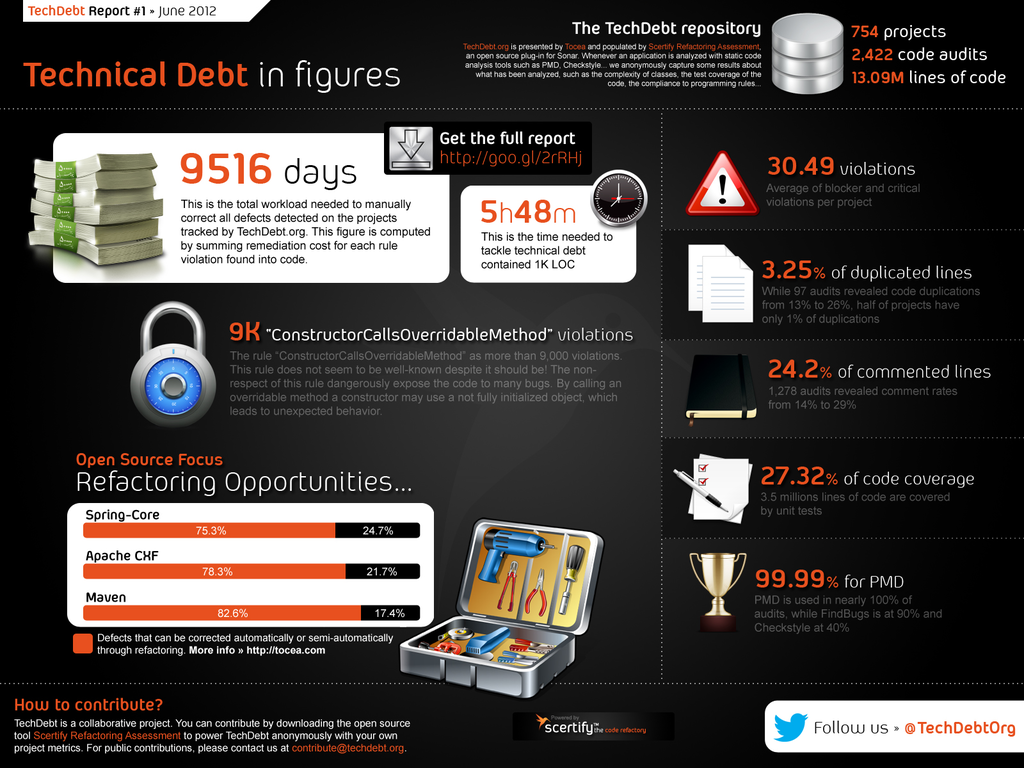 TechDebt Report #1 » June 2012
Technical Debt in figures
The TechDebt repository
TechDebt.org is presented by Tocea and populated by Scertify Refactoring Assessment,
an open source plug-in for Sonar. Whenever an application is analyzed with static code
analysis tools such as PMD, Checkstyle... we anonymously capture some results about
what has been analyzed, such as the complexity of classes, the test coverage of the
code, the compliance to programming rules...
754 projects
2,422 code audits
13.09M lines of code
9516 days
This is the total workload needed to manually
correct all defects detected on the projects
tracked by TechDebt.org. This figure is computed
by summing remediation cost for each rule
violation found into code.
Get the full report
http://goo.gl/2rRHj
5h48m
This is the time needed to
tackle technical debt
contained 1K LOC
9K "ConstructorCallsOverridableMethod" violations
The rule "ConstructorCallsOverridableMethod" as more than 9,000 violations.
This rule does not seem to be well-known despite it should be! The non-
respect of this rule dangerously expose the code to many bugs. By calling an
overridable method a constructor may use a not fully initialized object, which
leads to unexpected behavior.
Open Source Focus
Refactoring Opportunities...
Spring-Core
75.3% 24.7%
Apache CXF
78.3% 21.7%
Maven
82.6% 17.4%
Defects that can be corrected automatically or semi-automatically
through refactoring. More info » http://tocea.com
30.49 violations
Average of blocker and critical
violations per project
3.25% of duplicated lines
While 97 audits revealed code duplications
from 13% to 26%, half of projects have
only 1% of duplications
24.2% of commented lines
1,278 audits revealed comment rates
from 14% to 29%
27.32% of code coverage
3.5 millions lines of code are covered
by unit tests
99.99% for PMD
PMD is used in nearly 100% of
audits, while FindBugs is at 90% and
Checkstyle at 40%
How to contribute?
TechDebt is a collaborative project. You can contribute by downloading the open source
tool Scertify Refactoring Assessment to power TechDebt anonymously with your own
project metrics. For public contributions, please contact us at contribute@techdebt.org.
Powered by
scertify™ the code refactory
Follow us » @TechDebtOrg